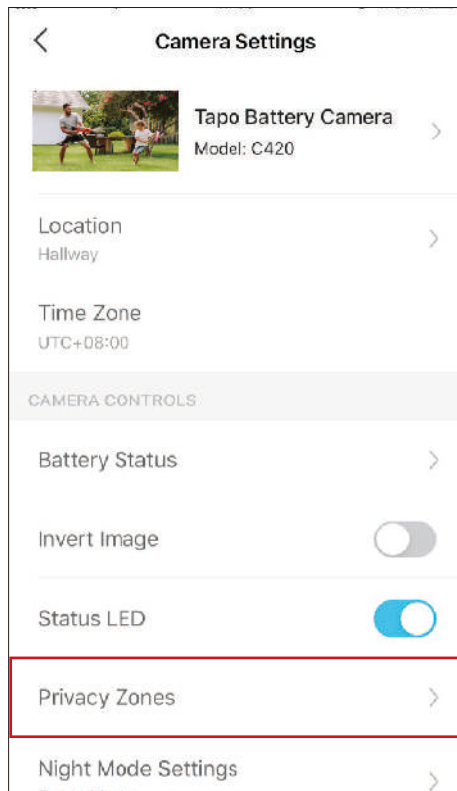 Camera Settings
Tapo Battery Camera
Model: C420
Location
Hallway
Time Zone
UTC+08:00
CAMERA CONTROLS
Battery Status
Invert Image
Status LED
Privacy Zones
Night Mode Settings